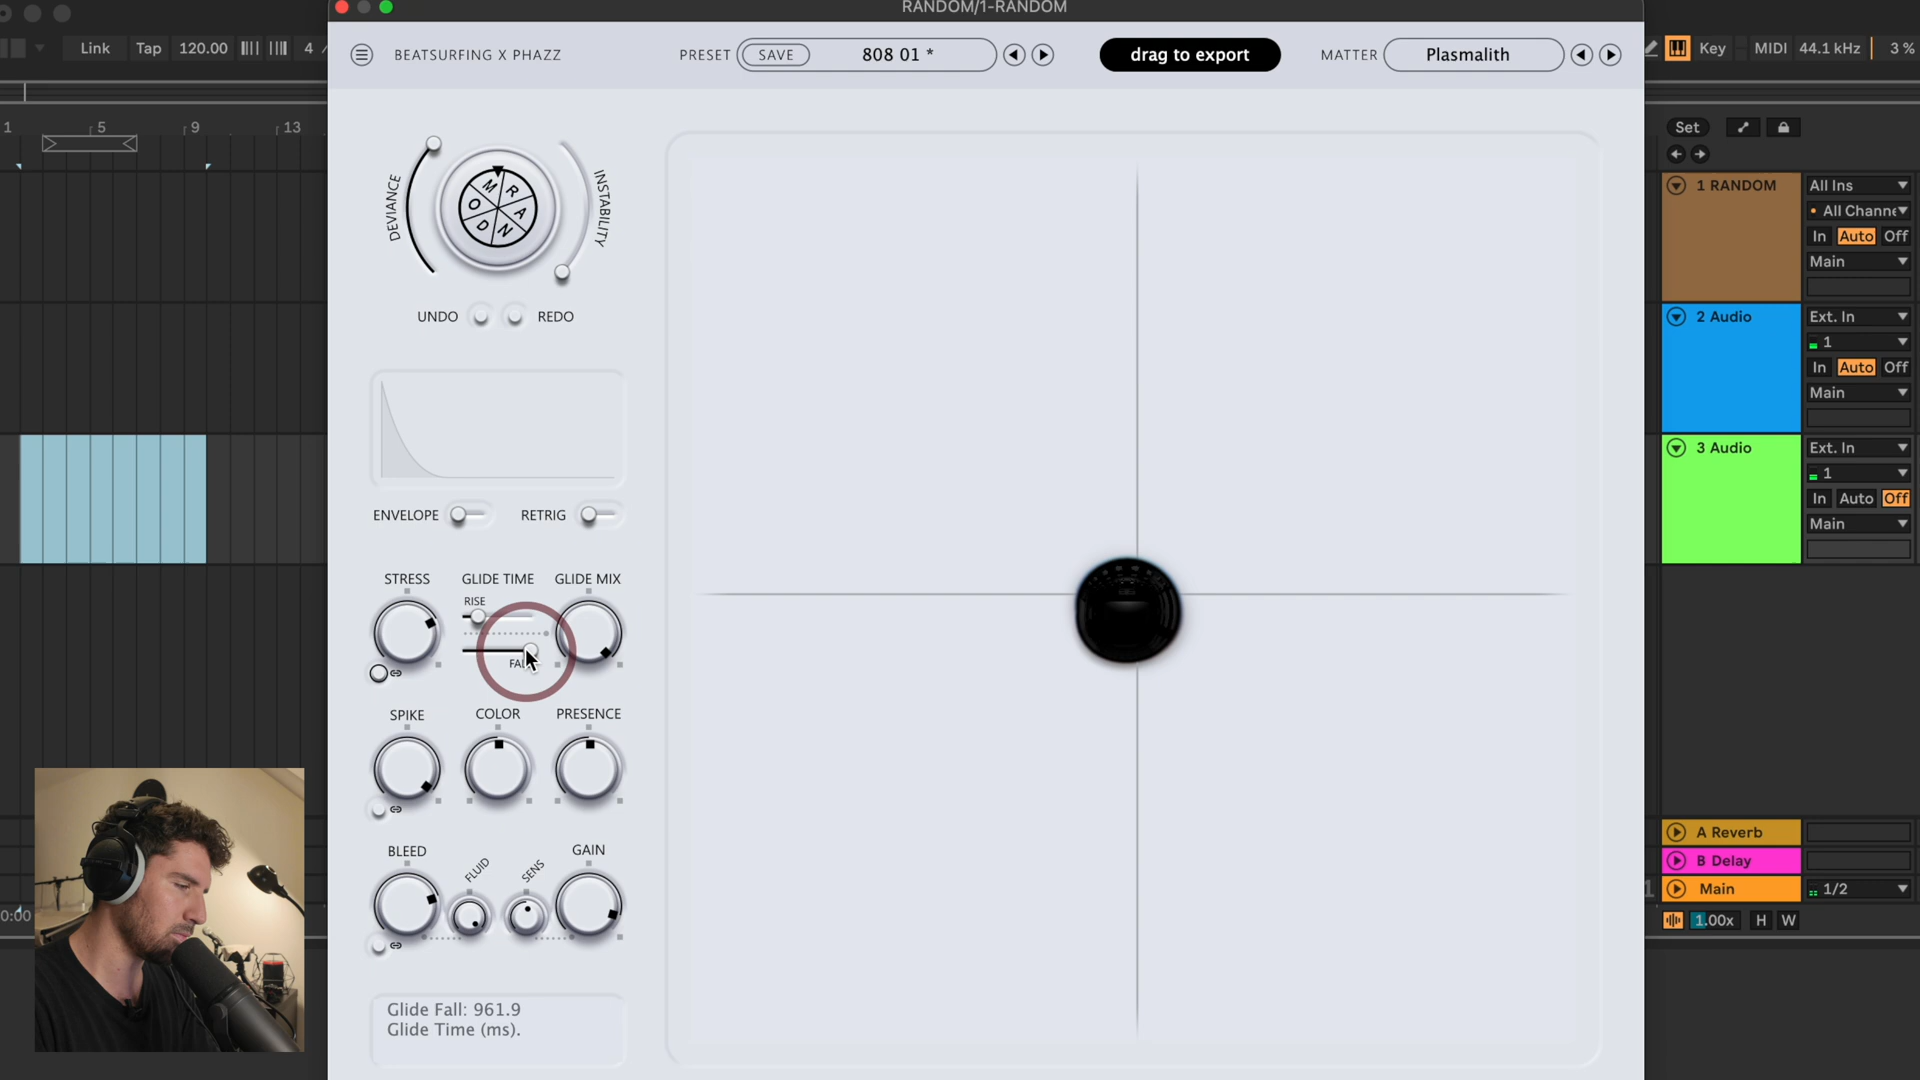 RANDOM/1-RANDOM
Link Tap 120.00 4 /
BEATSURFING X PHAZZ
PRESET SAVE 808 01 *
drag to export
MATTER Plasmalith
Key MIDI 44.1 kHz 3 %
1 5 9 13
DEVIANCE
R A N D O M
INSTABILITY
UNDO REDO
ENVELOPE RETRIG
STRESS GLIDE TIME GLIDE MIX
RISE
FA
SPIKE COLOR PRESENCE
BLEED FLUID SENS GAIN
Glide Fall: 961.9
Glide Time (ms).
0:00
Set
1 RANDOM All Ins
All Channe
In Auto Off
Main
2 Audio Ext. In
1
In Auto Off
Main
3 Audio Ext. In
1
In Auto Off
Main
A Reverb
B Delay
1 Main 1/2
1.00x H W